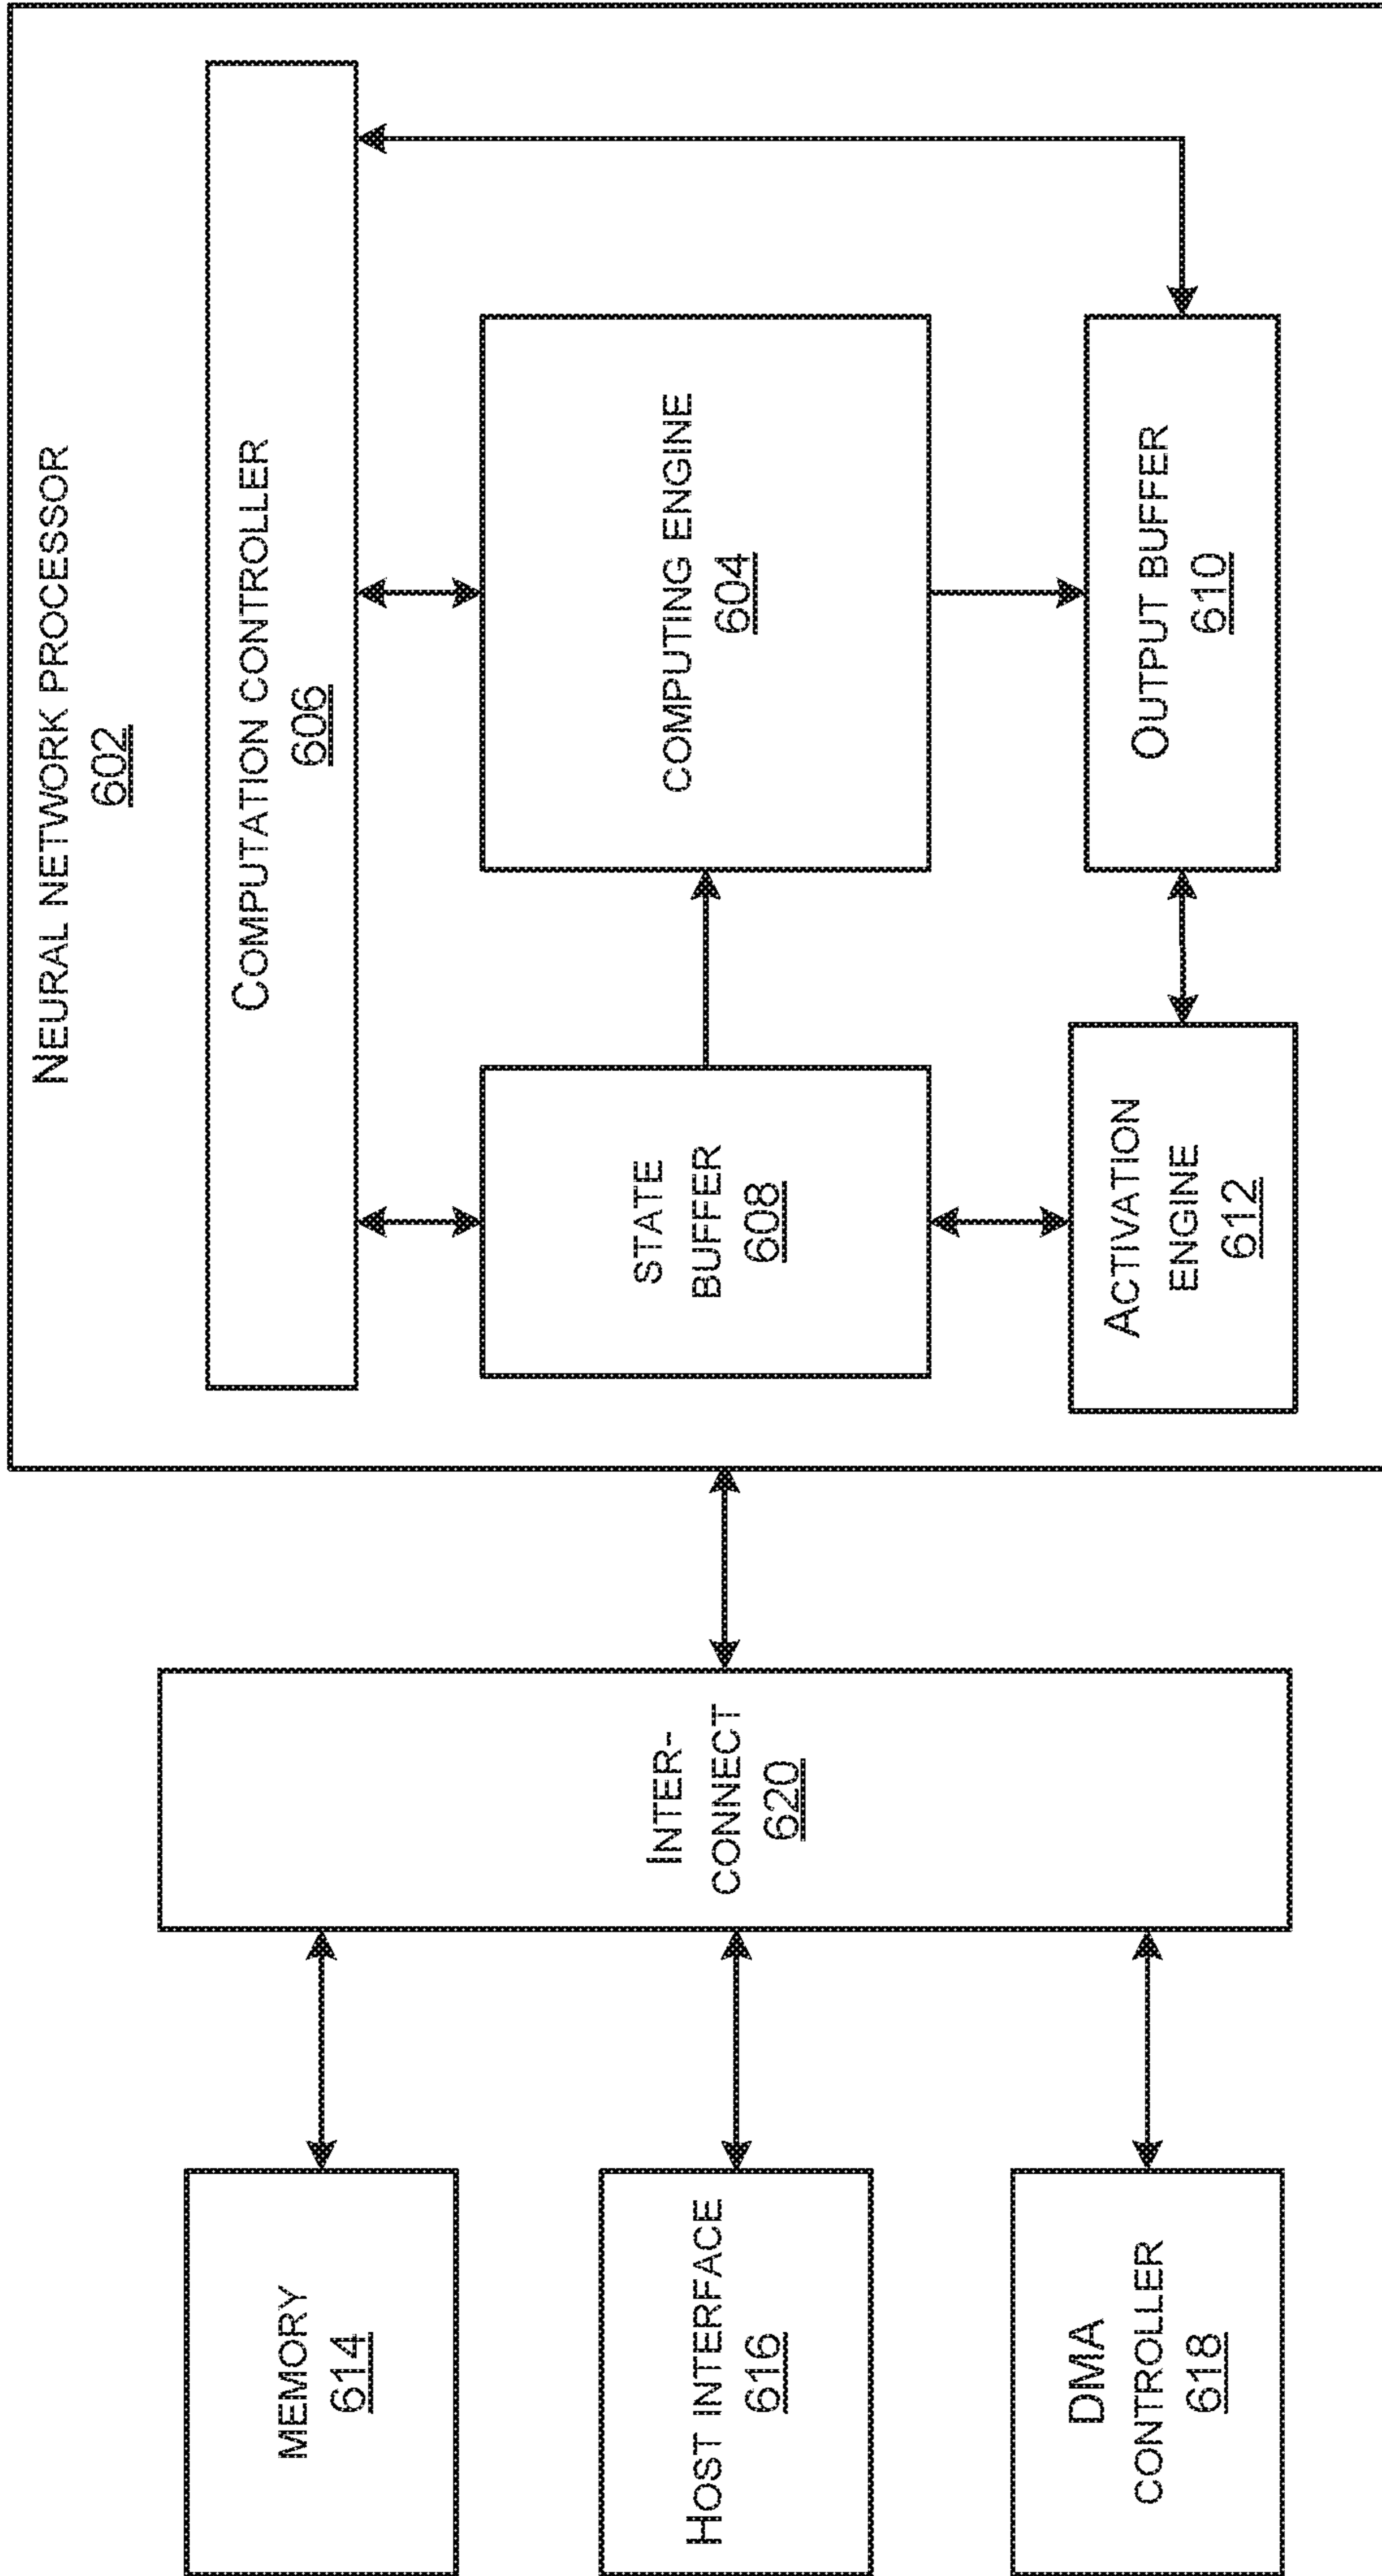 NEURAL NETWORK PROCESSOR
602
COMPUTATION CONTROLLER
606
STATE
BUFFER
608
COMPUTING ENGINE
604
ACTIVATION
ENGINE
612
OUTPUT BUFFER
610
INTER-
CONNECT
620
MEMORY
614
HOST INTERFACE
616
DMA
CONTROLLER
618